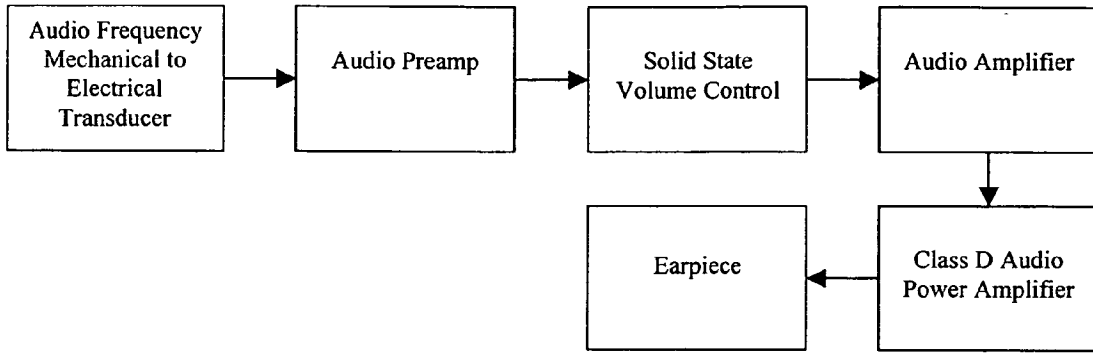 Audio Frequency
Mechanical to
Electrical
Transducer
Audio Preamp
Solid State
Volume Control
Audio Amplifier
Class D Audio
Power Amplifier
Earpiece